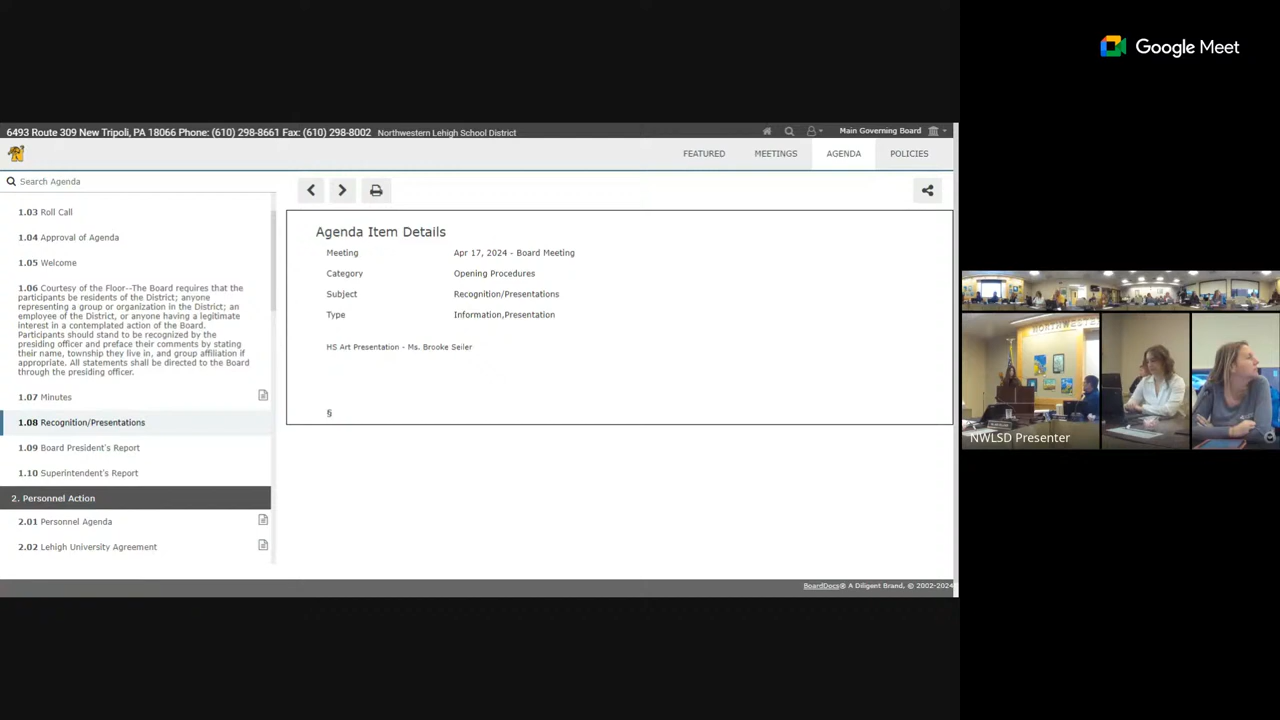 Google Meet
6493 Route 309 New Tripoli, PA 18066 Phone: (610) 298-8661 Fax: (610) 298-8002 Northwestern Lehigh School District
Main Governing Board
FEATURED MEETINGS AGENDA POLICIES
Search Agenda
1.03 Roll Call
1.04 Approval of Agenda
1.05 Welcome
1.06 Courtesy of the Floor--The Board requires that the
participants be residents of the District; anyone
representing a group or organization in the District; an
employee of the District, or anyone having a legitimate
interest in a contemplated action of the Board.
Participants should stand to be recognized by the
presiding officer and preface their comments by stating
their name, township they live in, and group affiliation if
appropriate. All statements shall be directed to the Board
through the presiding officer.
1.07 Minutes
1.08 Recognition/Presentations
1.09 Board President's Report
1.10 Superintendent's Report
2. Personnel Action
2.01 Personnel Agenda
2.02 Lehigh University Agreement
Agenda Item Details
Meeting Apr 17, 2024 - Board Meeting
Category Opening Procedures
Subject Recognition/Presentations
Type Information,Presentation
HS Art Presentation - Ms. Brooke Seiler
§
BoardDocs® A Diligent Brand, © 2002-2024
NORTHWESTE
NWLSD Presenter